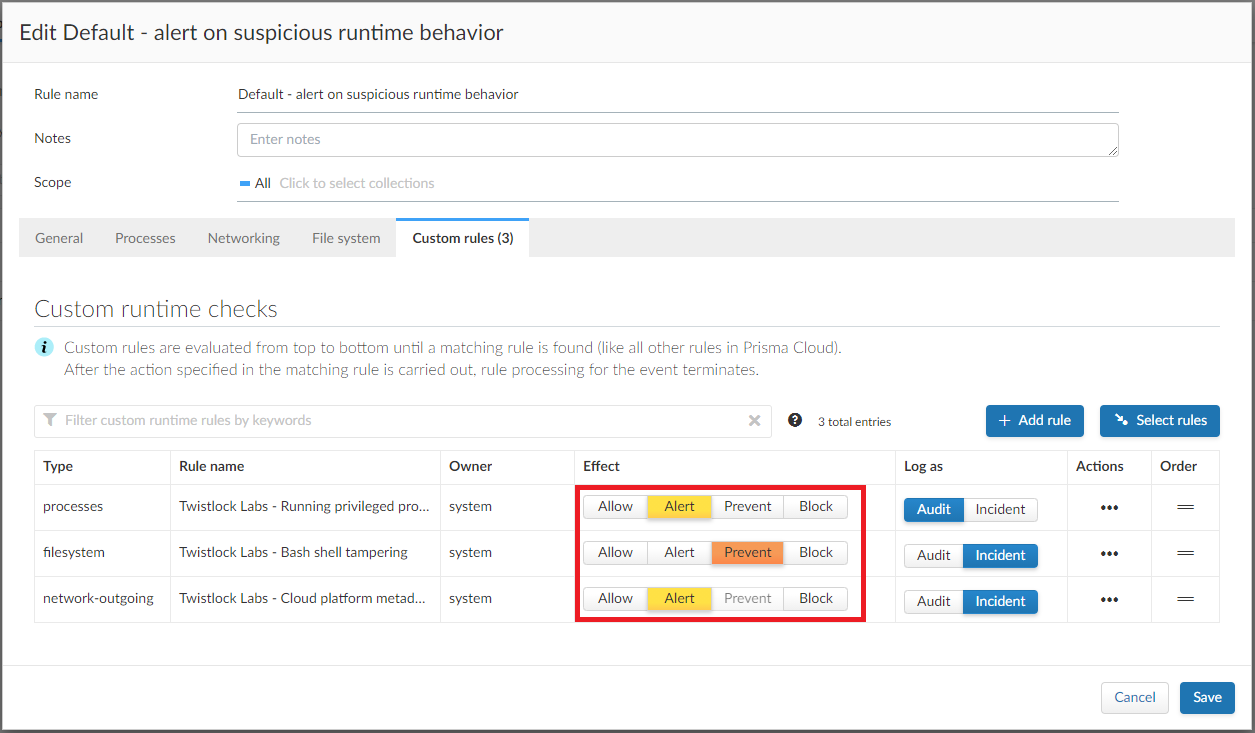 Edit Default - alert on suspicious runtime behavior
Rule name
Default - alert on suspicious runtime behavior
Notes
Enter notes
Scope
All Click to select collections
General Processes Networking File system Custom rules (3)
Custom runtime checks
i Custom rules are evaluated from top to bottom until a matching rule is found (like all other rules in Prisma Cloud).
After the action specified in the matching rule is carried out, rule processing for the event terminates.
Filter custom runtime rules by keywords ? 3 total entries + Add rule Select rules
Type Rule name Owner Effect Log as Actions Order
processes Twistlock Labs - Running privileged pro... system Allow Alert Prevent Block Audit Incident
filesystem Twistlock Labs - Bash shell tampering system Allow Alert Prevent Block Audit Incident
network-outgoing Twistlock Labs - Cloud platform metad... system Allow Alert Prevent Block Audit Incident
Cancel Save